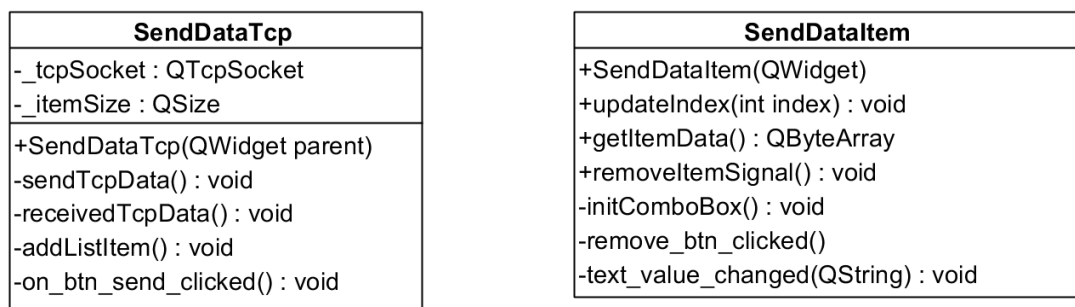 SendDataTcp
-_tcpSocket : QTcpSocket
-_itemSize : QSize
+SendDataTcp(QWidget parent)
-sendTcpData() : void
-receivedTcpData() : void
-addListItem() : void
-on_btn_send_clicked() : void
SendDataItem
+SendDataItem(QWidget)
+updateIndex(int index) : void
+getItemData() : QByteArray
+removeItemSignal() : void
-initComboBox() : void
-remove_btn_clicked()
-text_value_changed(QString) : void